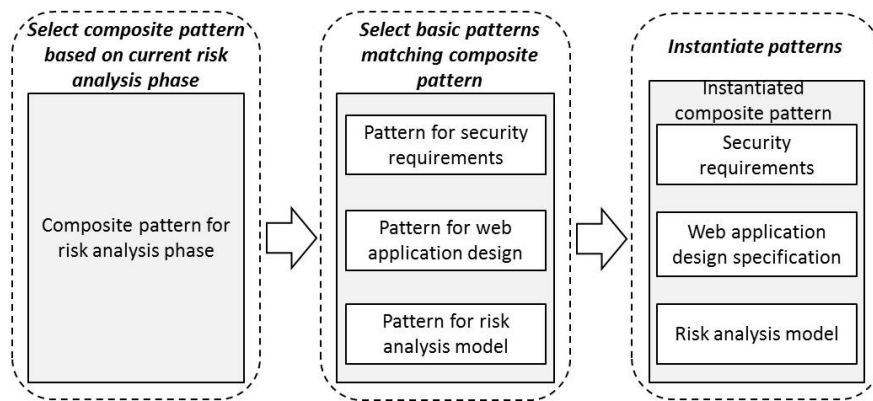 Select composite pattern
based on current risk
analysis phase
Composite pattern for
risk analysis phase
Select basic patterns
matching composite
pattern
Pattern for security
requirements
Pattern for web
application design
Pattern for risk
analysis model
Instantiate patterns
Instantiated
composite pattern
Security
requirements
Web application
design specification
Risk analysis model